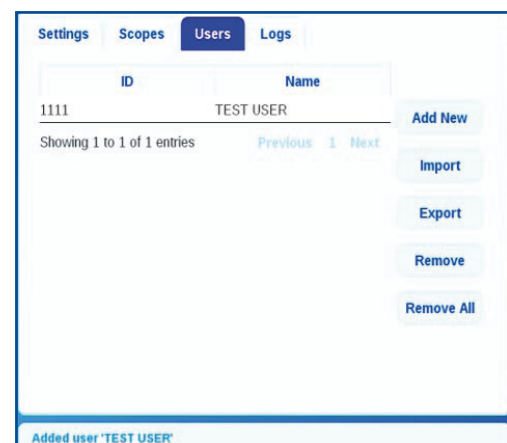 Settings Scopes Users Logs
ID Name
1111 TEST USER
Showing 1 to 1 of 1 entries Previous 1 Next
Add New
Import
Export
Remove
Remove All
Added user 'TEST USER'